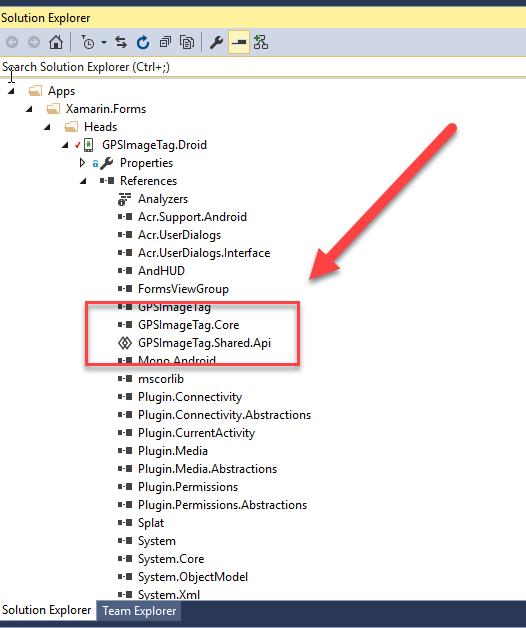 Solution Explorer
Search Solution Explorer (Ctrl+;)
Apps
Xamarin.Forms
Heads
GPSImageTag.Droid
Properties
References
Analyzers
Acr.Support.Android
Acr.UserDialogs
Acr.UserDialogs.Interface
AndHUD
FormsViewGroup
GPSImageTag
GPSImageTag.Core
GPSImageTag.Shared.Api
Mono.Android
mscorlib
Plugin.Connectivity
Plugin.Connectivity.Abstractions
Plugin.CurrentActivity
Plugin.Media
Plugin.Media.Abstractions
Plugin.Permissions
Plugin.Permissions.Abstractions
Splat
System
System.Core
System.ObjectModel
System.Xml
Solution Explorer Team Explorer